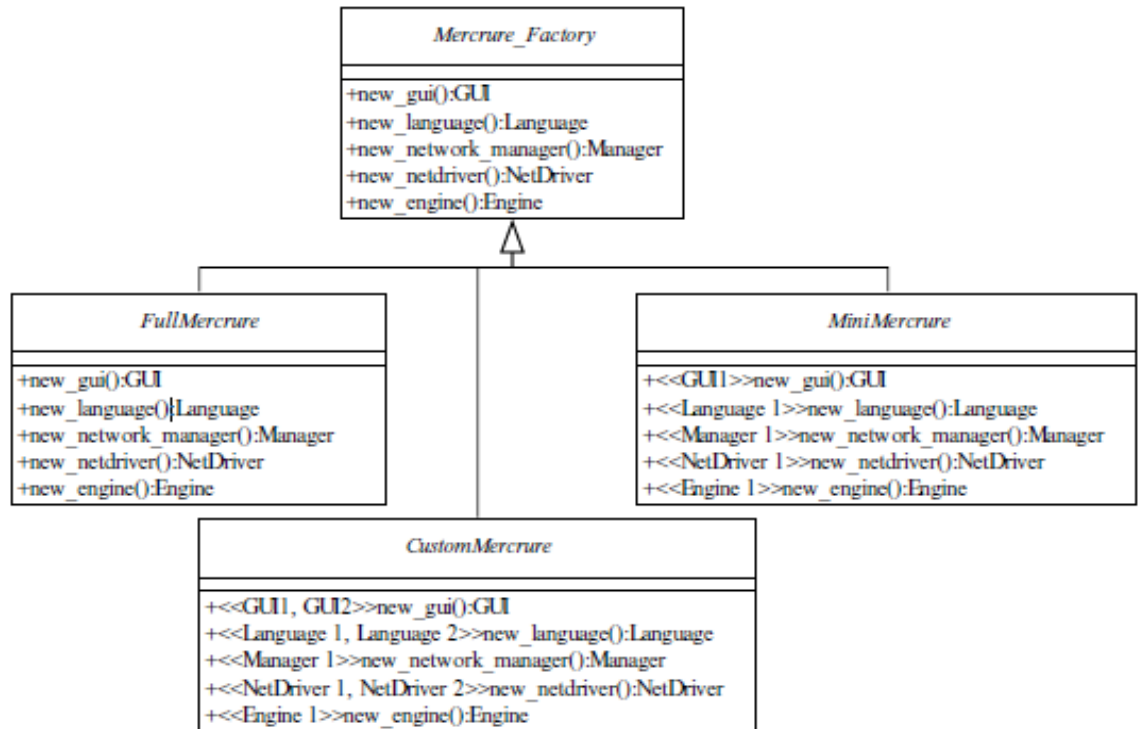 Mercrure_Factory
+new_gui():GUI
+new_language():Language
+new_network_manager():Manager
+new_netdriver():NetDriver
+new_engine():Engine
FullMercrure
+new_gui():GUI
+new_language():Language
+new_network_manager():Manager
+new_netdriver():NetDriver
+new_engine():Engine
MiniMercrure
+<<GUI1>>new_gui():GUI
+<<Language 1>>new_language():Language
+<<Manager 1>>new_network_manager():Manager
+<<NetDriver 1>>new_netdriver():NetDriver
+<<Engine 1>>new_engine():Engine
CustomMercrure
+<<GUI1, GUI2>>new_gui():GUI
+<<Language 1, Language 2>>new_language():Language
+<<Manager 1>>new_network_manager():Manager
+<<NetDriver 1, NetDriver 2>>new_netdriver():NetDriver
+<<Engine 1>>new_engine():Engine